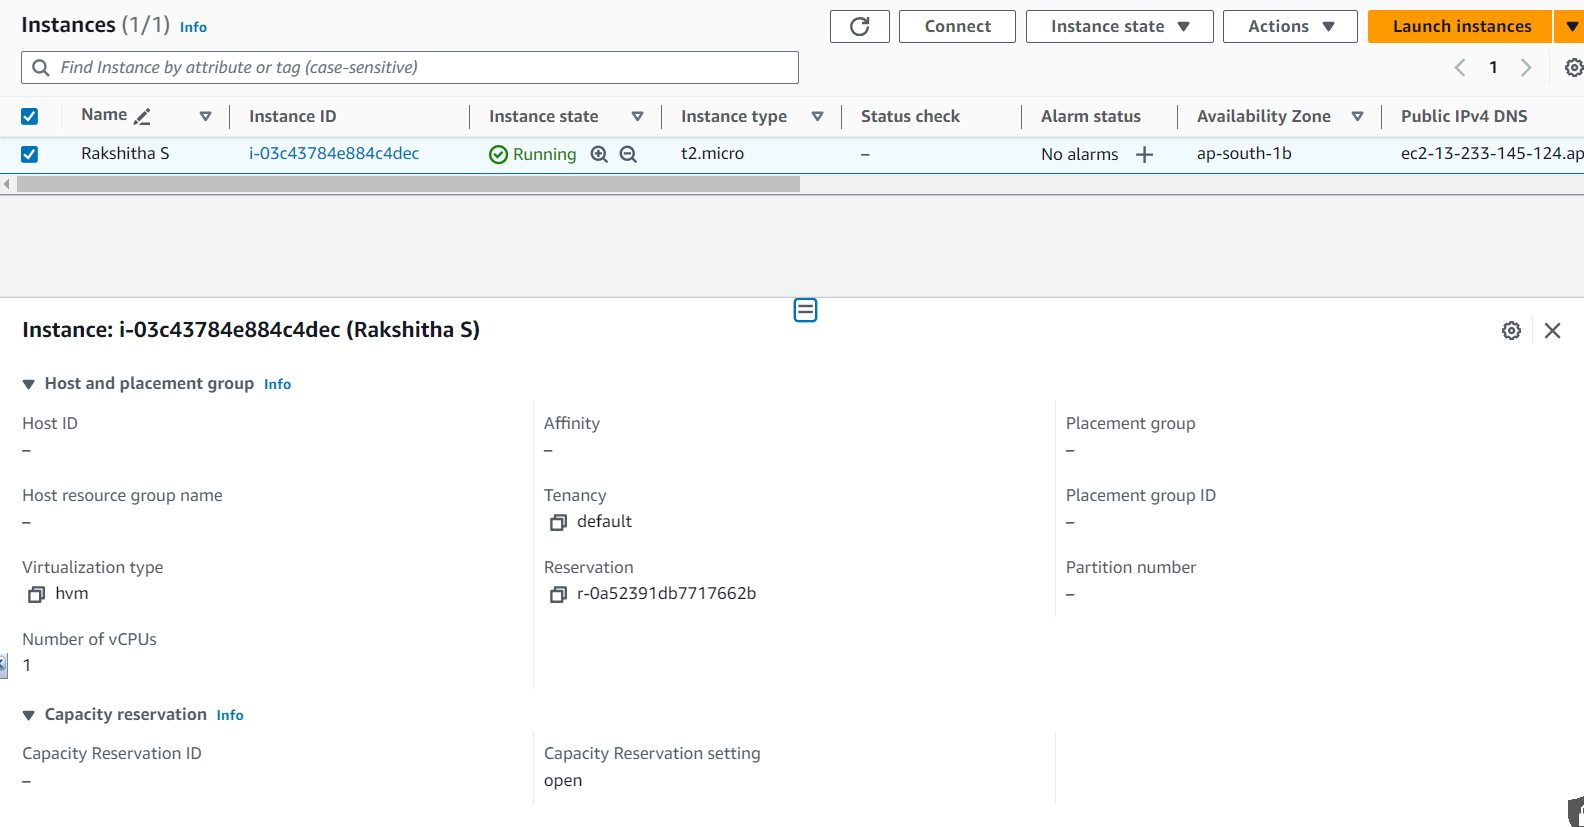 Instances (1/1) Info
Connect
Instance state
Actions
Launch instances
Find Instance by attribute or tag (case-sensitive)
1
Name
Instance ID
Instance state
Instance type
Status check
Alarm status
Availability Zone
Public IPv4 DNS
Rakshitha S
i-03c43784e884c4dec
Running
t2.micro
–
No alarms
ap-south-1b
ec2-13-233-145-124.ap
Instance: i-03c43784e884c4dec (Rakshitha S)
Host and placement group Info
Host ID
–
Affinity
–
Placement group
–
Host resource group name
–
Tenancy
default
Placement group ID
–
Virtualization type
hvm
Reservation
r-0a52391db7717662b
Partition number
–
Number of vCPUs
1
Capacity reservation Info
Capacity Reservation ID
–
Capacity Reservation setting
open